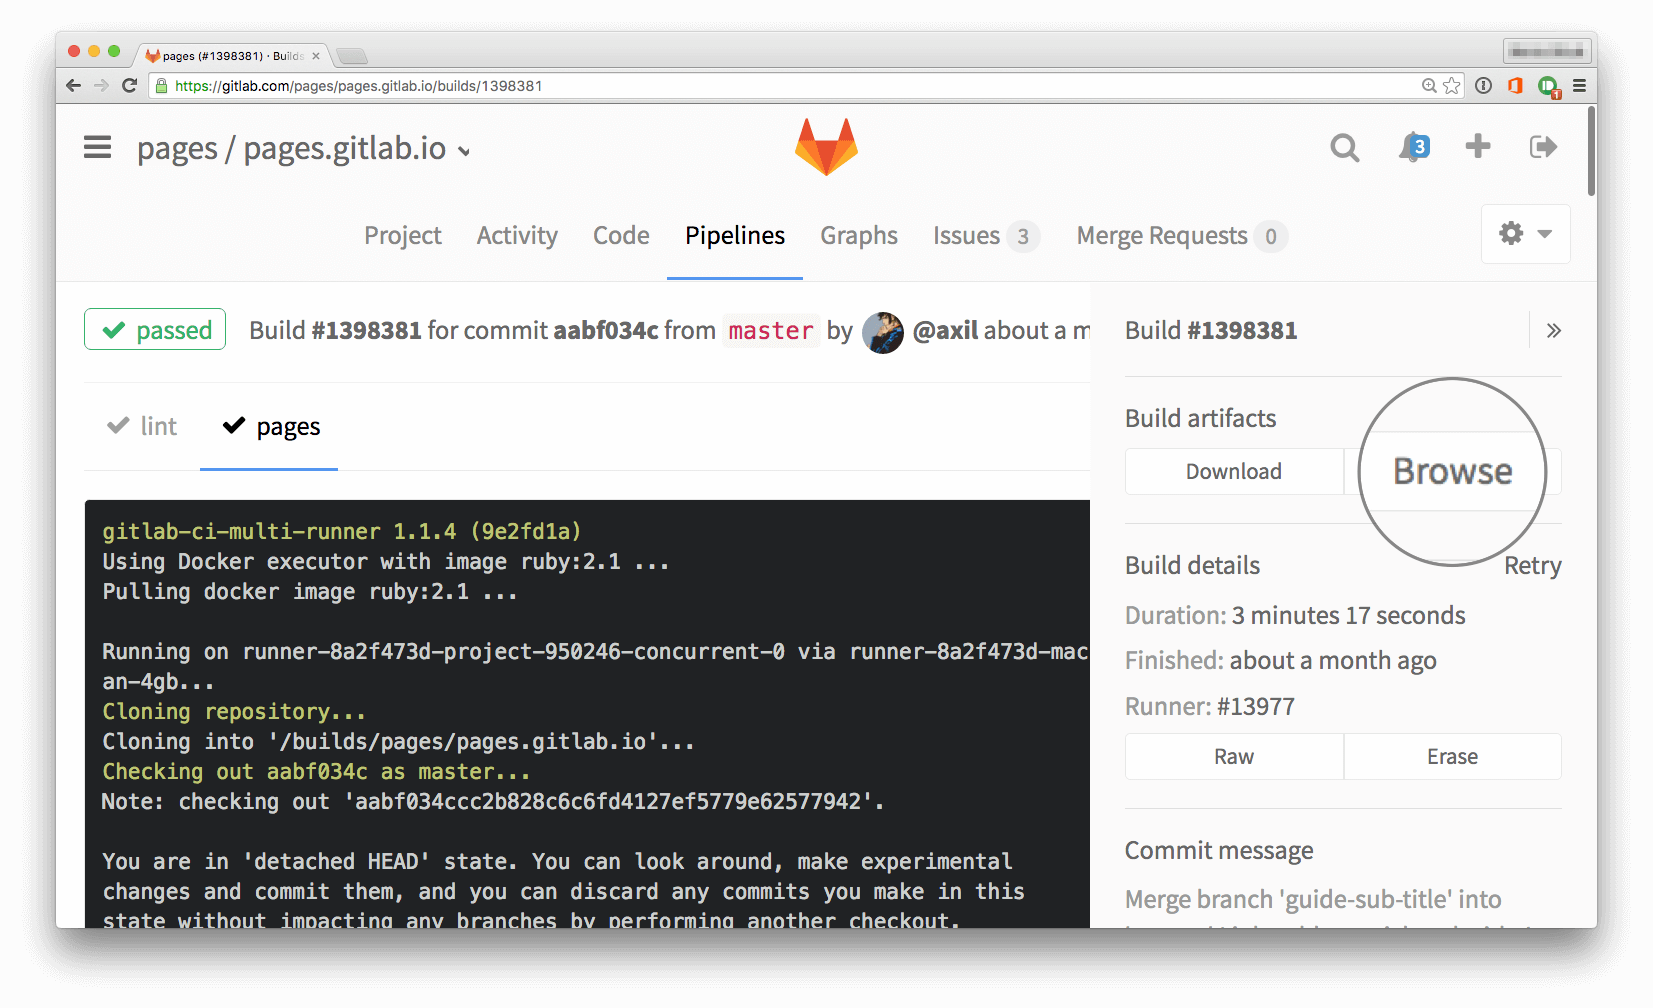 pages (#1398381) · Builds
https://gitlab.com/pages/pages.gitlab.io/builds/1398381
1
pages / pages.gitlab.io
3
Project Activity Code Pipelines Graphs Issues 3 Merge Requests 0
passed Build #1398381 for commit aabf034c from master by @axil about a m
lint pages
gitlab-ci-multi-runner 1.1.4 (9e2fd1a)
Using Docker executor with image ruby:2.1 ...
Pulling docker image ruby:2.1 ...
Running on runner-8a2f473d-project-950246-concurrent-0 via runner-8a2f473d-mac
an-4gb...
Cloning repository...
Cloning into '/builds/pages/pages.gitlab.io'...
Checking out aabf034c as master...
Note: checking out 'aabf034ccc2b828c6c6fd4127ef5779e62577942'.
You are in 'detached HEAD' state. You can look around, make experimental
changes and commit them, and you can discard any commits you make in this
state without impacting any branches by performing another checkout.
Build #1398381
Build artifacts
Download Browse
Build details Retry
Duration: 3 minutes 17 seconds
Finished: about a month ago
Runner: #13977
Raw Erase
Commit message
Merge branch 'guide-sub-title' into